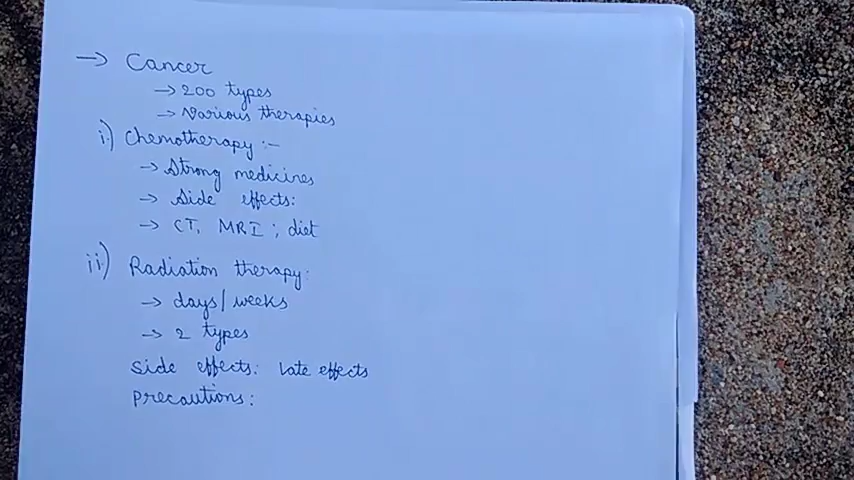 → Cancer
→ 200 types
→ Various therapies
i) Chemotherapy :-
→ Strong medicines
→ Side effects:
→ CT, MRI ; diet
ii) Radiation therapy:
→ days/weeks
→ 2 types
Side effects: Late effects
Precautions: